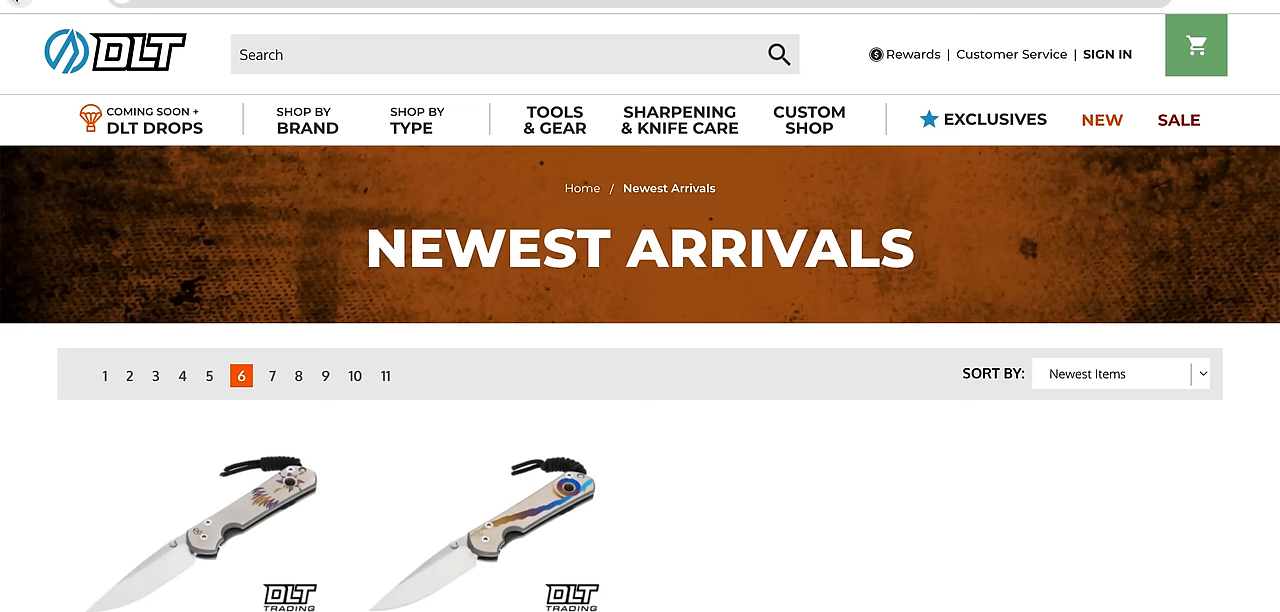 DLT
Search
Rewards | Customer Service | SIGN IN
COMING SOON +
DLT DROPS
SHOP BY
BRAND
SHOP BY
TYPE
TOOLS
& GEAR
SHARPENING
& KNIFE CARE
CUSTOM
SHOP
EXCLUSIVES
NEW
SALE
Home / Newest Arrivals
NEWEST ARRIVALS
1 2 3 4 5 6 7 8 9 10 11
SORT BY: Newest Items
DLT
TRADING
DLT
TRADING